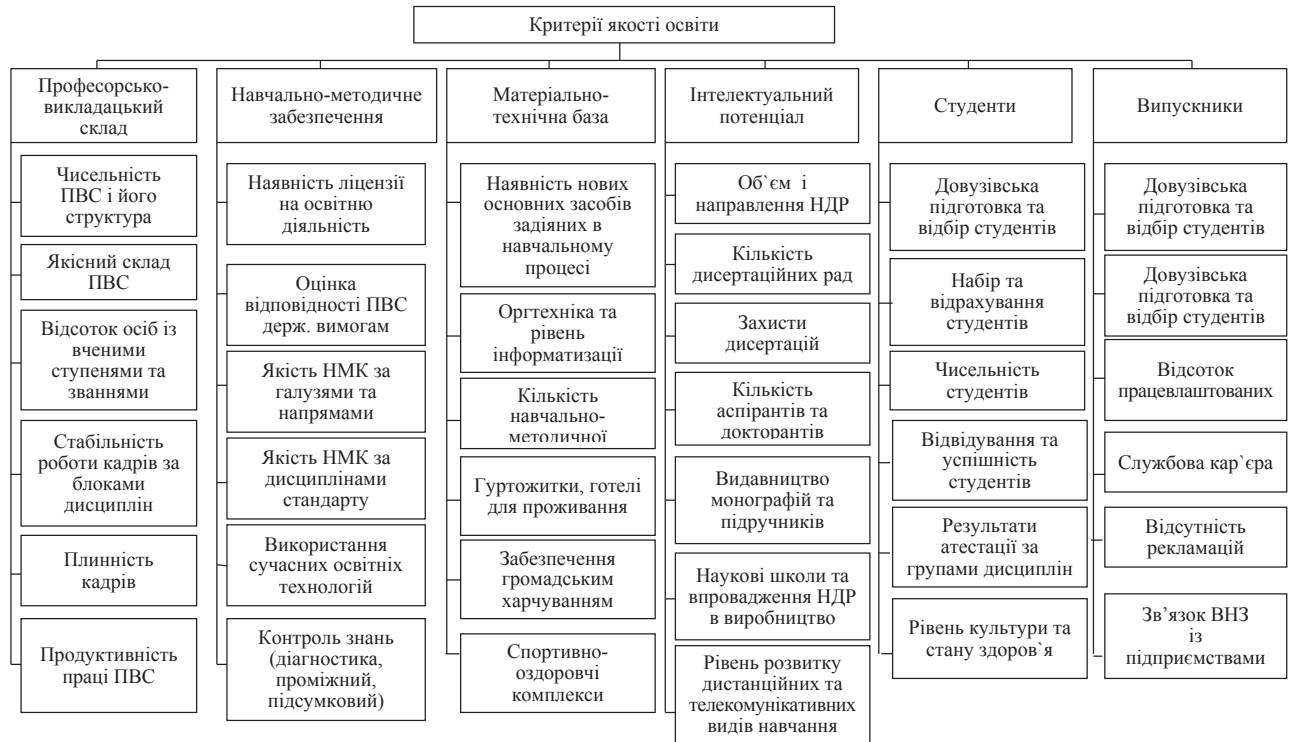 Критерії якості освіти
Професорсько-
викладацький
склад
Чисельність
ПВС і його
структура
Якісний склад
ПВС
Відсоток осіб із
вченими
ступенями та
званнями
Стабільність
роботи кадрів за
блоками
дисциплін
Плинність
кадрів
Продуктивність
праці ПВС
Навчально-методичне
забезпечення
Наявність ліцензії
на освітню
діяльність
Оцінка
відповідності ПВС
держ. вимогам
Якість НМК за
галузями та
напрямами
Якість НМК за
дисциплінами
стандарту
Використання
сучасних освітніх
технологій
Контроль знань
(діагностика,
проміжний,
підсумковий)
Матеріально-
технічна база
Наявність нових
основних засобів
задіяних в
навчальному
процесі
Оргтехніка та
рівень
інформатизації
Кількість
навчально-
методичної
Гуртожитки, готелі
для проживання
Забезпечення
громадським
харчуванням
Спортивно-
оздоровчі
комплекси
Інтелектуальний
потенціал
Об`єм і
направлення НДР
Кількість
дисертаційних рад
Захисти
дисертацій
Кількість
аспірантів та
докторантів
Видавництво
монографій та
підручників
Наукові школи та
впровадження НДР
в виробництво
Рівень розвитку
дистанційних та
телекомунікативних
видів навчання
Студенти
Довузівська
підготовка та
відбір студентів
Набір та
відрахування
студентів
Чисельність
студентів
Відвідування та
успішність
студентів
Результати
атестації за
групами дисциплін
Рівень культури та
стану здоров`я
Випускники
Довузівська
підготовка та
відбір студентів
Довузівська
підготовка та
відбір студентів
Відсоток
працевлаштованих
Службова кар`єра
Відсутність
рекламацій
Зв’язок ВНЗ
із
підприємствами